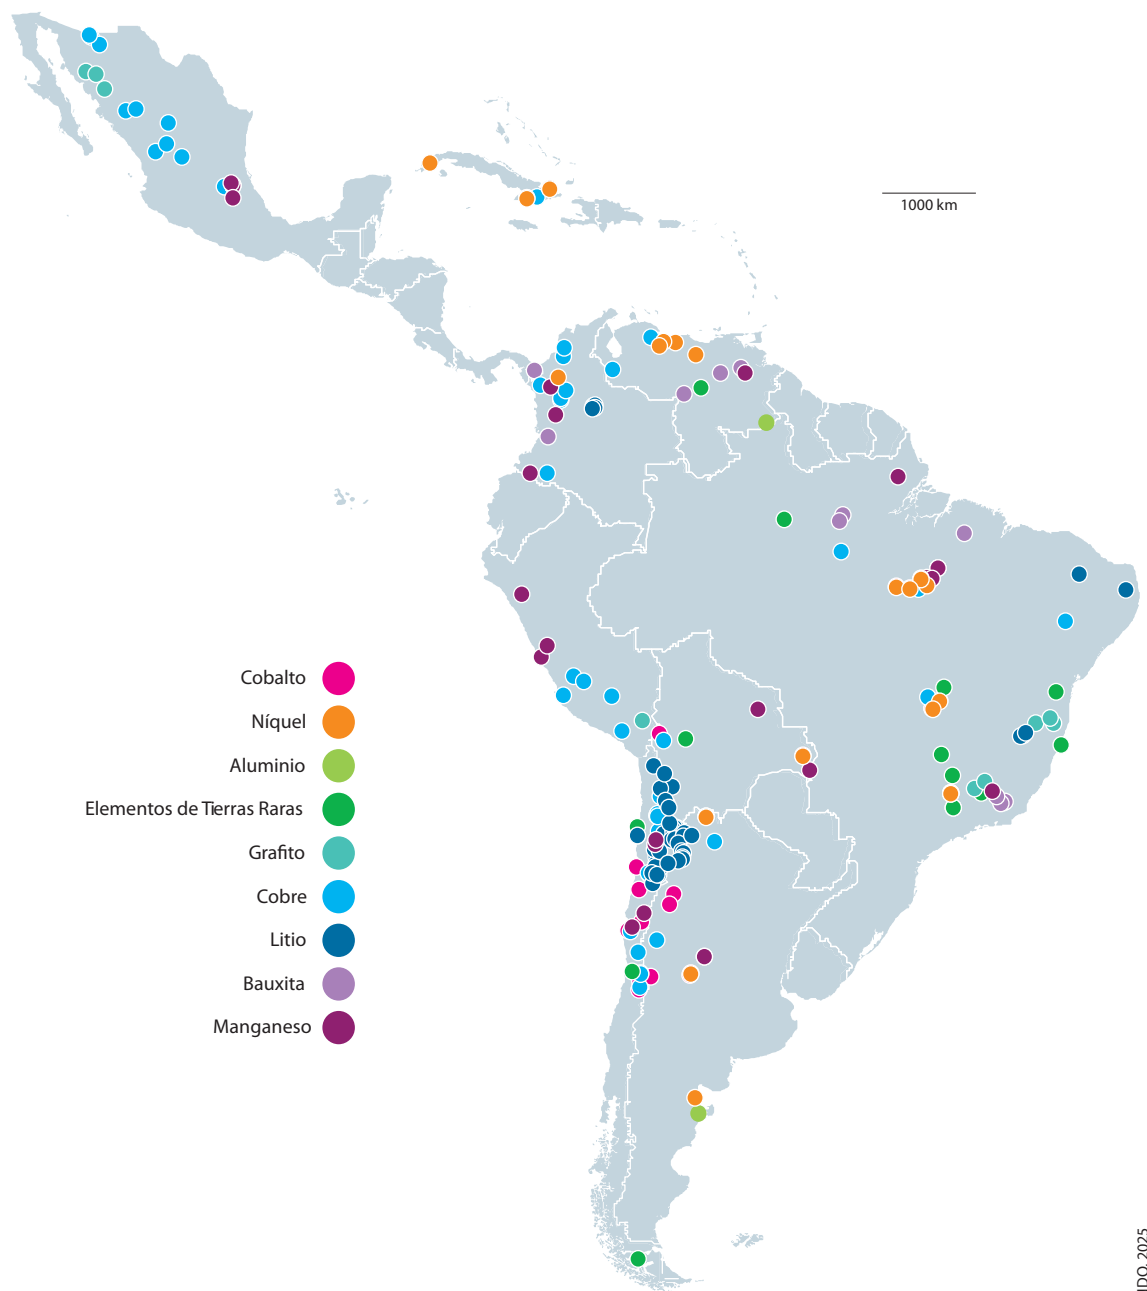 1000 km
Cobalto
Níquel
Aluminio
Elementos de Tierras Raras
Grafito
Cobre
Litio
Bauxita
Manganeso
IDO, 2025